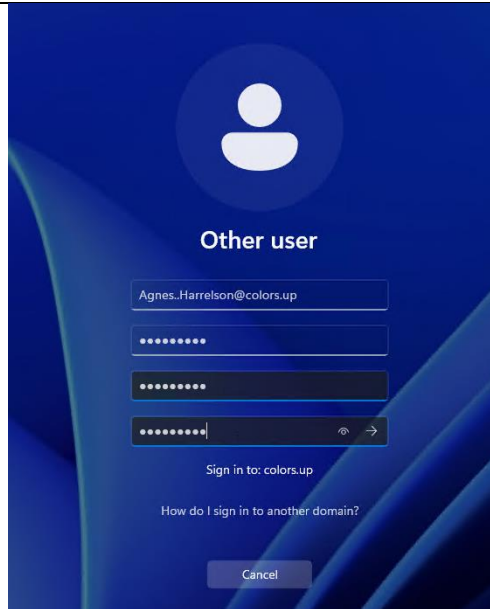 Other user
Agnes..Harrelson@colors.up
●●●●●●●●●
●●●●●●●●●
●●●●●●●●●
Sign in to: colors.up
How do I sign in to another domain?
Cancel